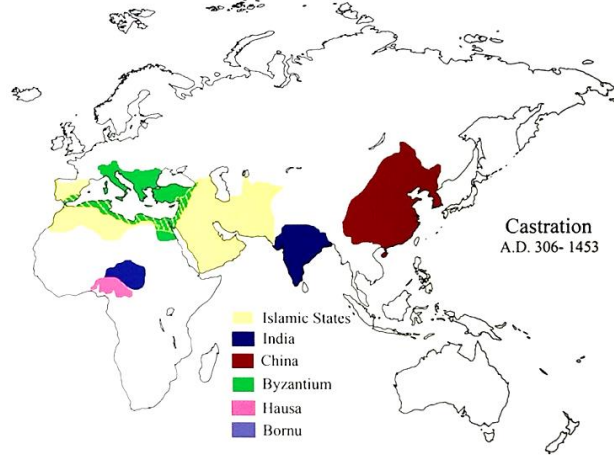 Castration
A.D. 306- 1453
Islamic States
India
China
Byzantium
Hausa
Bornu